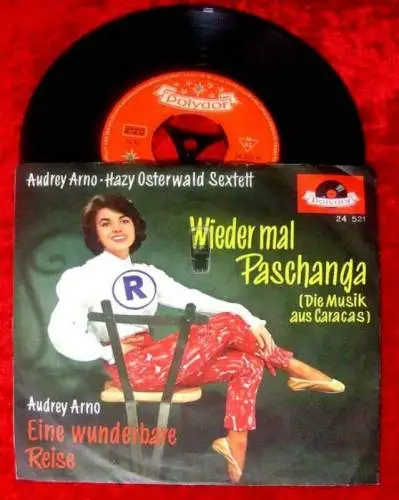 Polydor
Audrey Arno · Hazy Osterwald Sextett
Polydor
24 521
Wieder mal
Paschanga
(Die Musik
aus Caracas)
R
Audrey Arno
Eine wunderbare
Reise